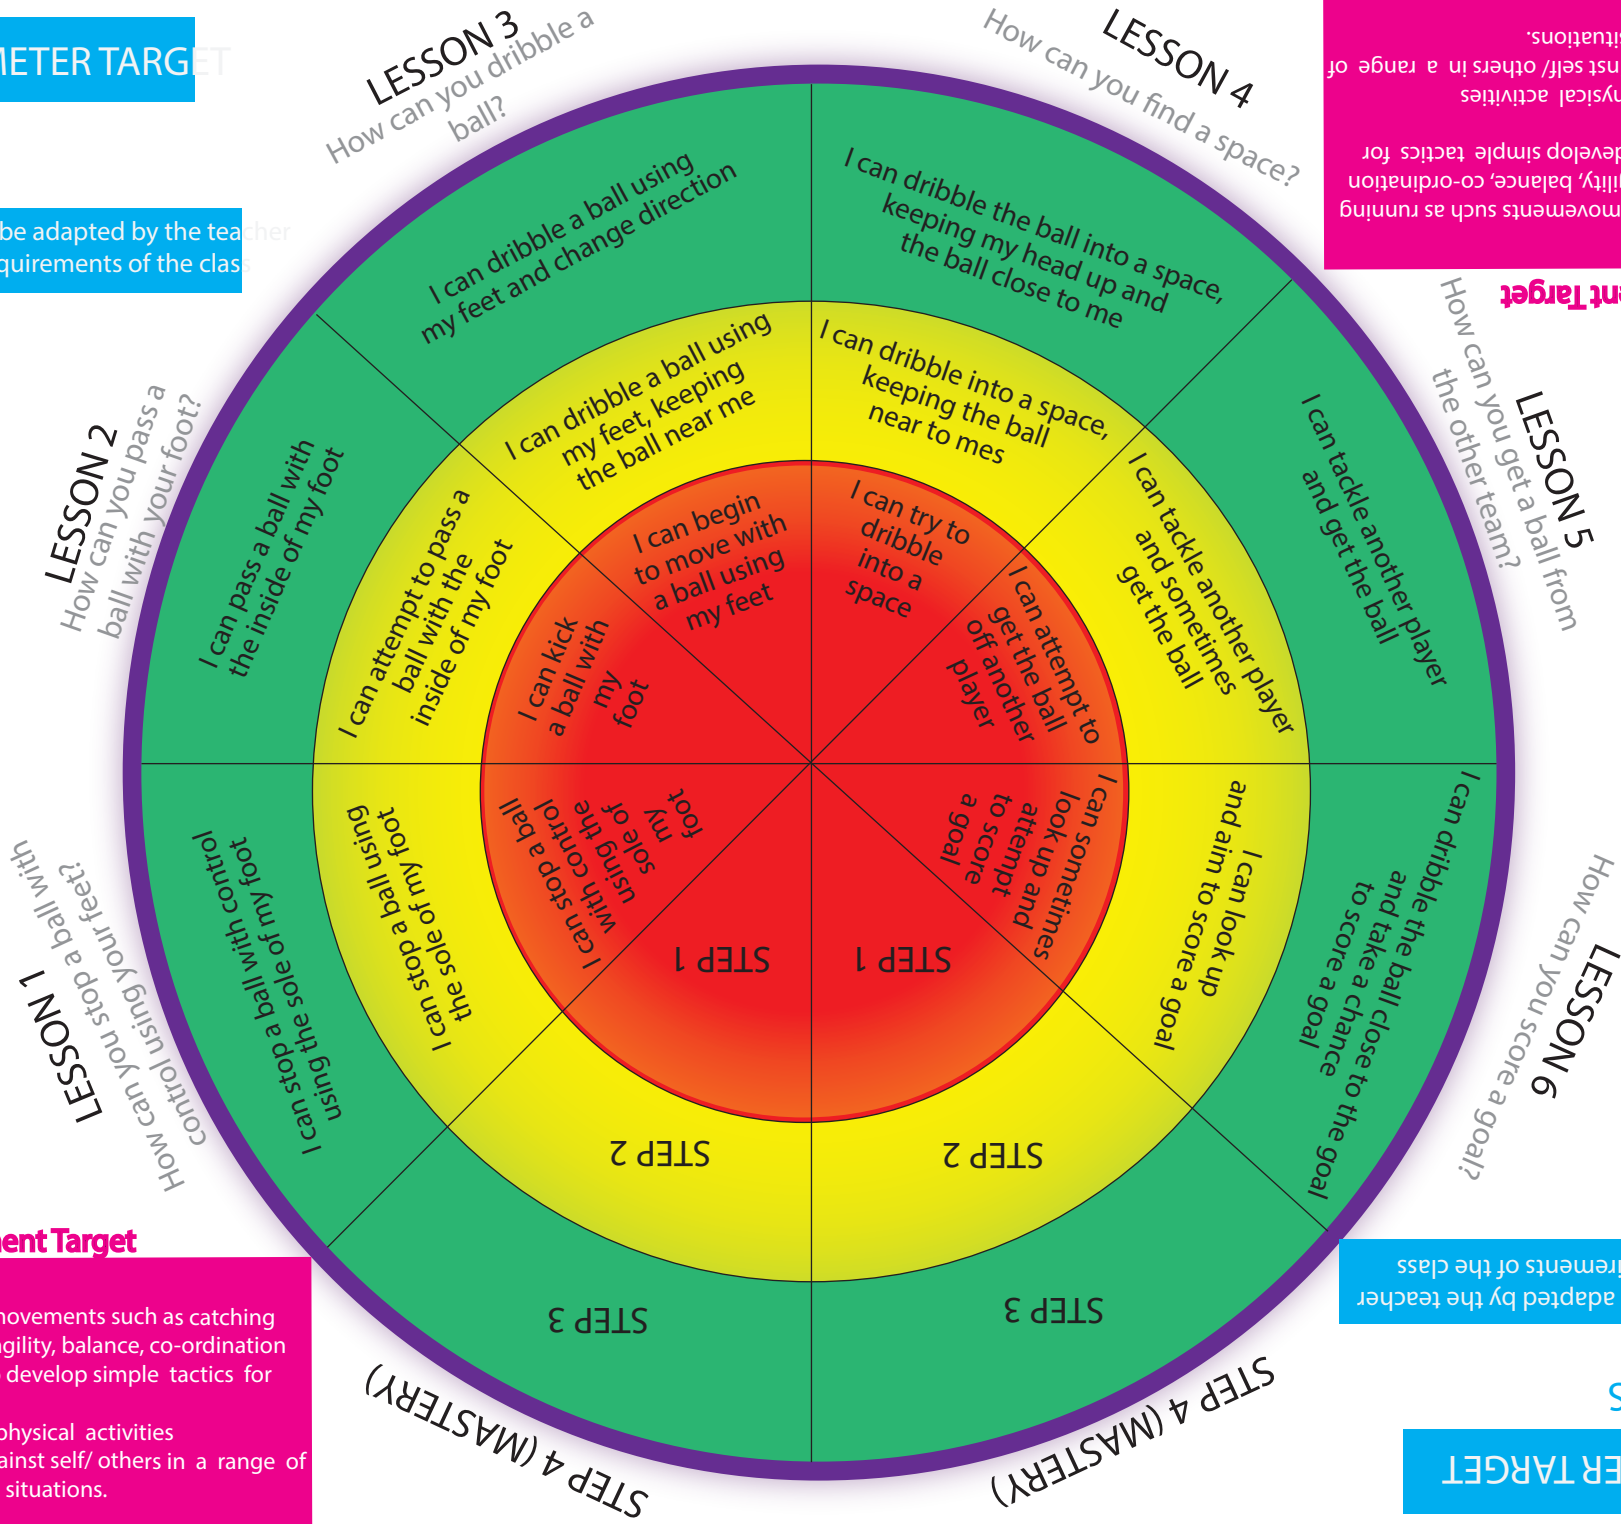 METER TARGET
be adapted by the teacher
quirements of the class
LESSON 3
How can you dribble a
ball?
LESSON 4
How can you find a space?
situations.
inst self/ others in a range of
hysical activities
develop simple tactics for
gility, balance, co-ordination
movements such as running
ent Target
LESSON 2
How can you pass a
ball with your foot?
LESSON 5
How can you get a ball from
the other team?
LESSON 1
How can you stop a ball with
control using your feet?
LESSON 6
How can you score a goal?
I can dribble a ball using
my feet and change direction
I can dribble the ball into a space,
keeping my head up and
the ball close to me
I can pass a ball with
the inside of my foot
I can tackle another player
and get the ball
I can stop a ball with control
using the sole of my foot
I can dribble the ball close to the goal
and take a chance
to score a goal
I can dribble a ball using
my feet, keeping
the ball near me
I can dribble into a space,
keeping the ball
near to mes
I can attempt to pass a
ball with the
inside of my foot
I can tackle another player
and sometimes
get the ball
I can stop a ball using
the sole of my foot
I can look up
and aim to score a goal
I can begin
to move with
a ball using
my feet
I can try to
dribble
into a
space
I can kick
a ball with
my
foot
I can attempt to
get the ball
off another
player
I can stop a ball
with control
using the
sole of
my
foot
I can sometimes
look up and
attempt
to score
a goal
STEP 1
STEP 1
STEP 2
STEP 2
STEP 3
STEP 3
STEP 4 (MASTERY)
STEP 4 (MASTERY)
ent Target
movements such as catching
gility, balance, co-ordination
develop simple tactics for
physical activities
ainst self/ others in a range of
situations.
adapted by the teacher
irements of the class
S
ER TARGET